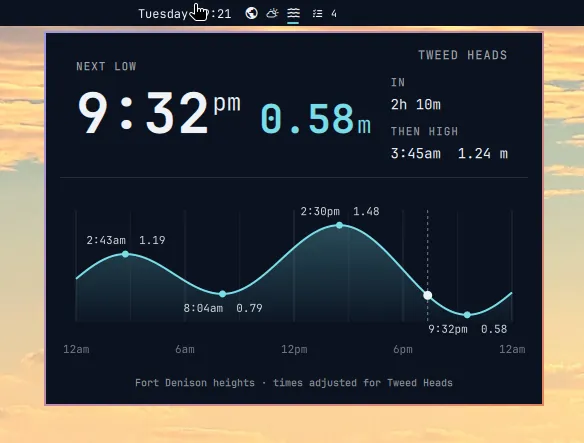 Tuesday :21 4
TWEED HEADS
NEXT LOW
9:32pm 0.58m
IN
2h 10m
THEN HIGH
3:45am 1.24 m
2:30pm 1.48
2:43am 1.19
8:04am 0.79
9:32pm 0.58
12am 6am 12pm 6pm 12am
Fort Denison heights · times adjusted for Tweed Heads